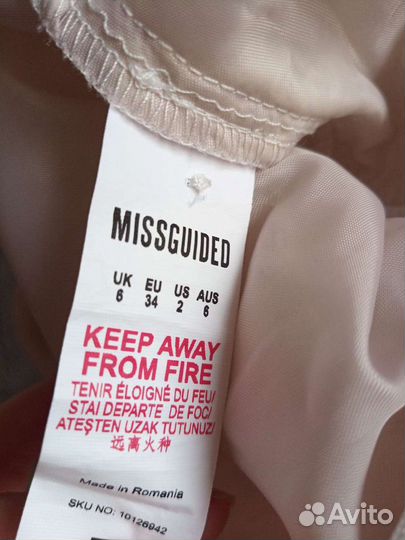 MISSGUIDED
UK EU US AUS
6 34 2 6
KEEP AWAY
FROM FIRE
TENIR ÉLOIGNÉ DU FEU/
STAI DEPARTE DE FOC/
ATEŞTEN UZAK TUTUNUZ/
远离火种
Made in Romania
SKU NO: 10126942
Avito